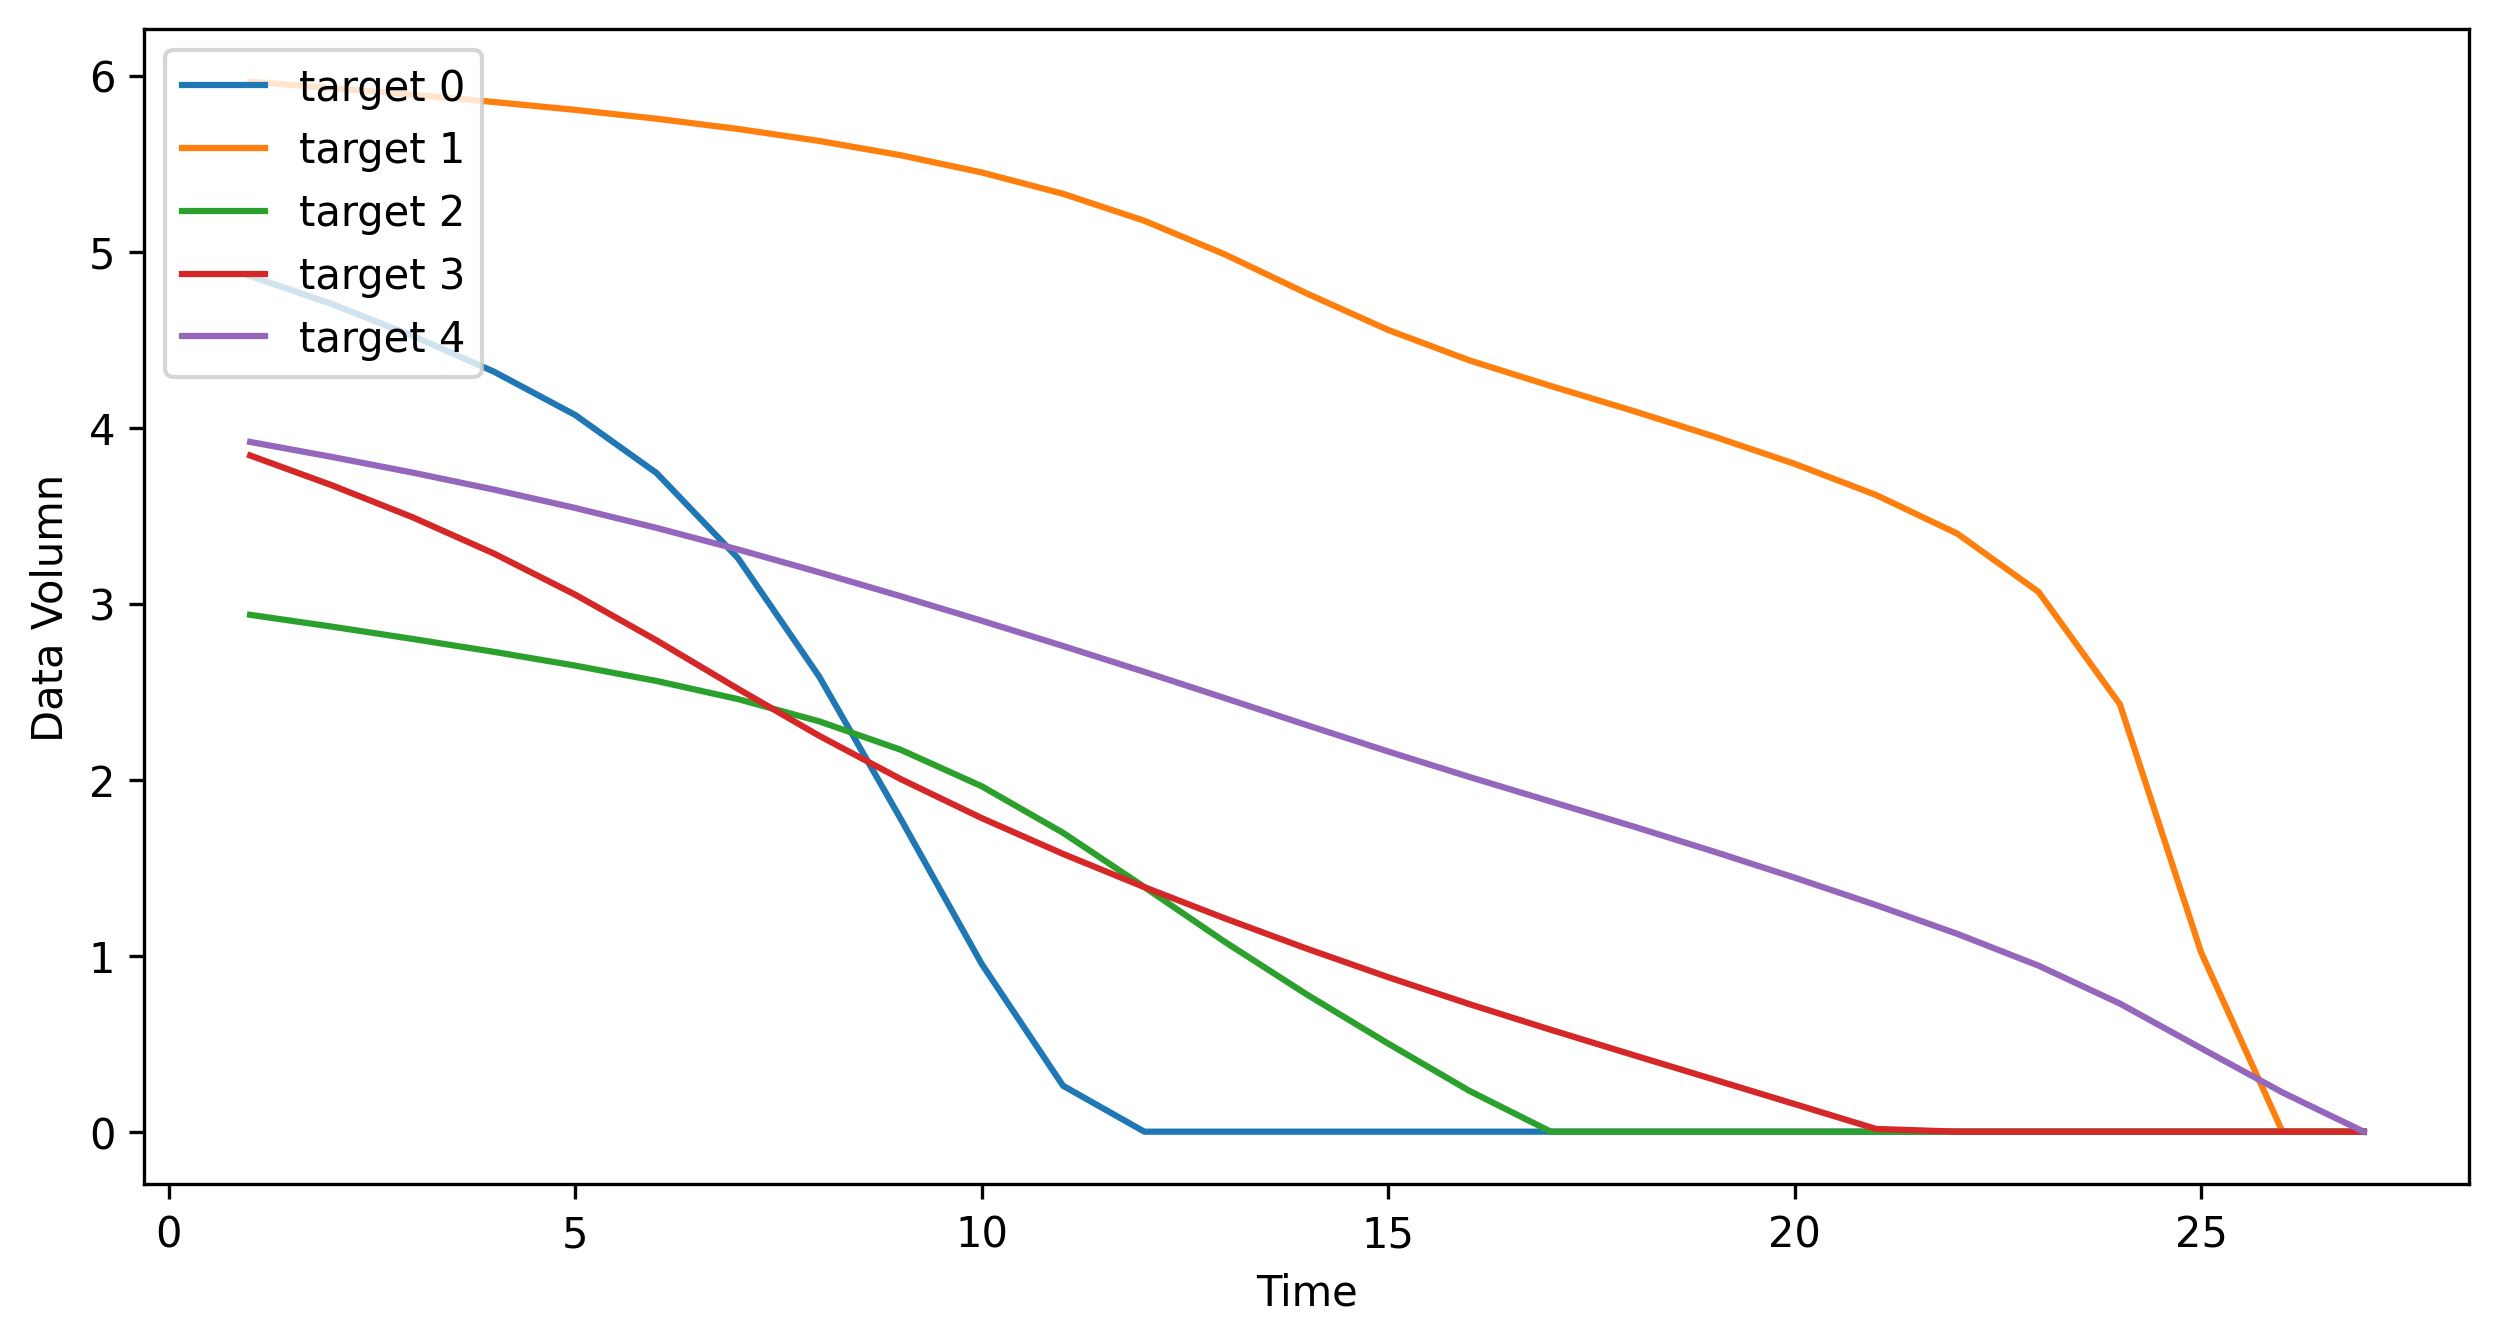 target 0
target 1
target 2
target 3
target 4
6
5
4
3
2
1
0
Data Volumn
0 5 10 15 20 25
Time